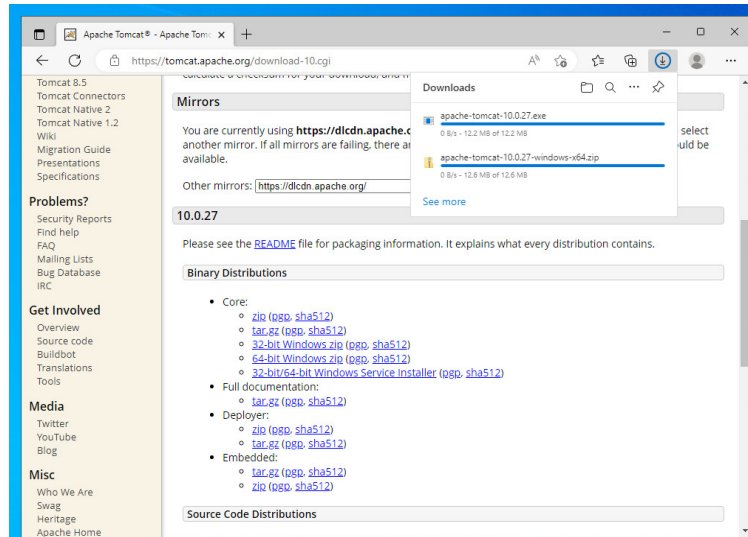 Apache Tomcat® - Apache Tomc
https://tomcat.apache.org/download-10.cgi
Downloads
apache-tomcat-10.0.27.exe
0 B/s - 12.2 MB of 12.2 MB
apache-tomcat-10.0.27-windows-x64.zip
0 B/s - 12.6 MB of 12.6 MB
See more
Tomcat 8.5
Tomcat Connectors
Tomcat Native 2
Tomcat Native 1.2
Wiki
Migration Guide
Presentations
Specifications
Problems?
Security Reports
Find help
FAQ
Mailing Lists
Bug Database
IRC
Get Involved
Overview
Source code
Buildbot
Translations
Tools
Media
Twitter
YouTube
Blog
Misc
Who We Are
Swag
Heritage
Apache Home
Mirrors
You are currently using https://dlcdn.apache.o select
another mirror. If all mirrors are failing, there ar uld be
available.
Other mirrors: https://dlcdn.apache.org/
10.0.27
Please see the README file for packaging information. It explains what every distribution contains.
Binary Distributions
Core:
zip (pgp, sha512)
tar.gz (pgp, sha512)
32-bit Windows zip (pgp, sha512)
64-bit Windows zip (pgp, sha512)
32-bit/64-bit Windows Service Installer (pgp, sha512)
Full documentation:
tar.gz (pgp, sha512)
Deployer:
zip (pgp, sha512)
tar.gz (pgp, sha512)
Embedded:
tar.gz (pgp, sha512)
zip (pgp, sha512)
Source Code Distributions